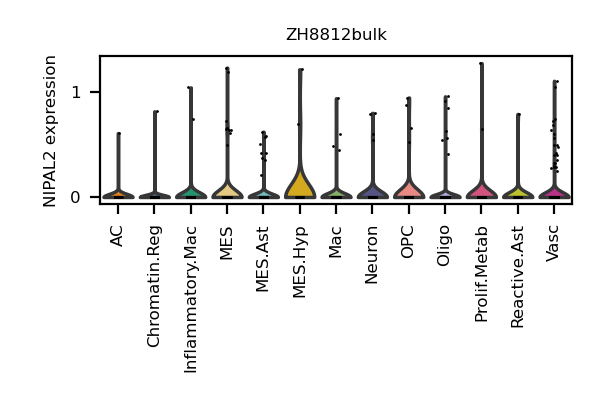 ZH8812bulk
NIPAL2 expression
1
0
AC
Chromatin.Reg
Inflammatory.Mac
MES
MES.Ast
MES.Hyp
Mac
Neuron
OPC
Oligo
Prolif.Metab
Reactive.Ast
Vasc